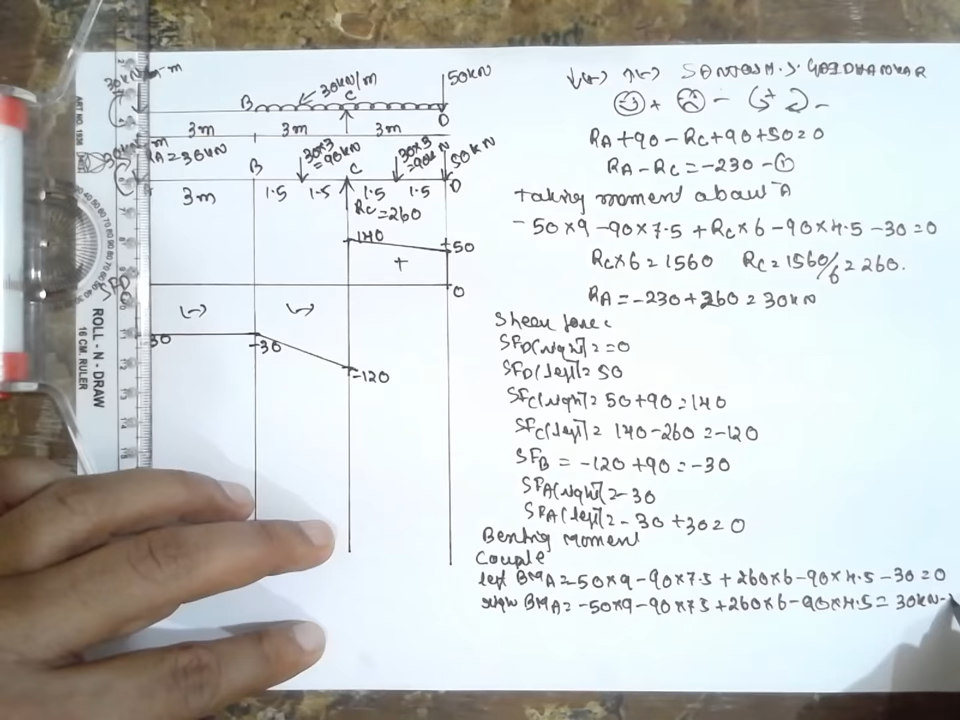 ↓(+) ↑(-) SANTOSH.S.GOIDHANKAR
+ - + -
30kN-m
30kN/m
50kN
B C D
3m 3m 3m
RA=30kN
30×3 =90kN
30×3 =90kN
50kN
B C D
3m 1.5 1.5 1.5 1.5
RC=260
140
+50
+
0
SFD
(-) (-)
30
-30
-120
ROLL - N - DRAW
16 CM. RULER
RA+90-RC+90+50=0
RA-RC=-230-①
Taking moment about A
-50×9-90×7.5+RC×6-90×4.5-30=0
RC×6=1560 RC=1560/6=260.
RA=-230+260=30kN
Shear force
SFD(right)=0
SFD(left)=50
SFC(right)=50+90=140
SFC(left)=140-260=-120
SFB=-120+90=-30
SFA(right)=-30
SFA(left)=-30+30=0
Bentig moment
Couple
left BMA=-50×9-90×7.5+260×6-90×4.5-30=0
right BMA=-50×9-90×7.5+260×6-90×4.5=30kN-